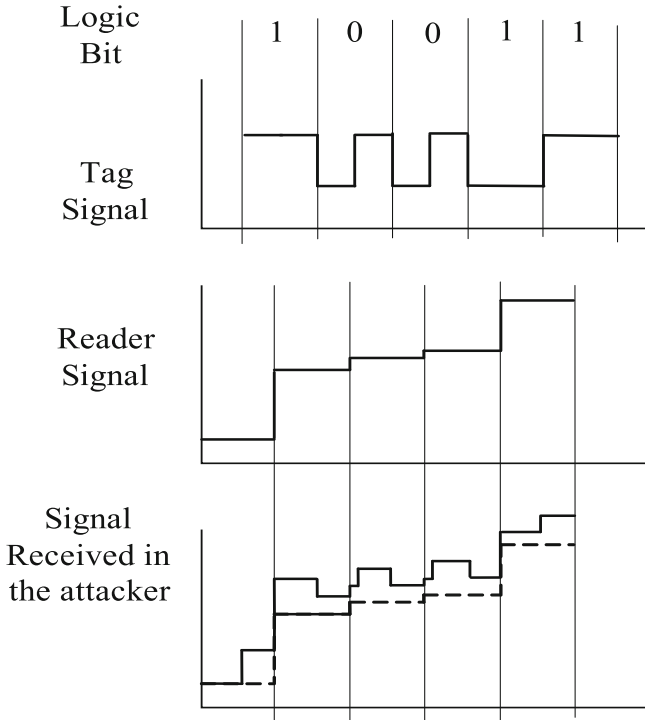 Logic
Bit
1 0 0 1 1
Tag
Signal
Reader
Signal
Signal
Received in
the attacker